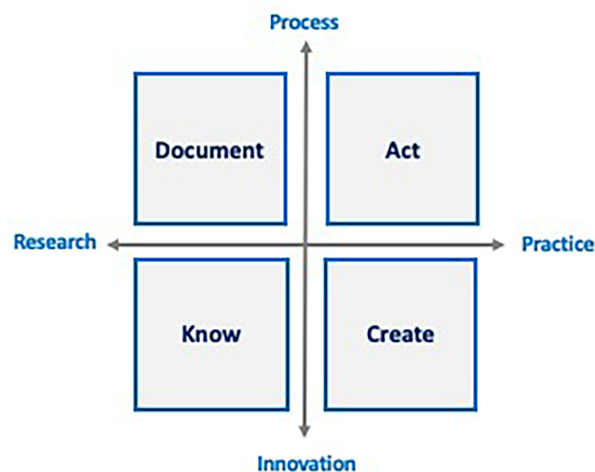 Process
Document
Act
Research
Practice
Know
Create
Innovation